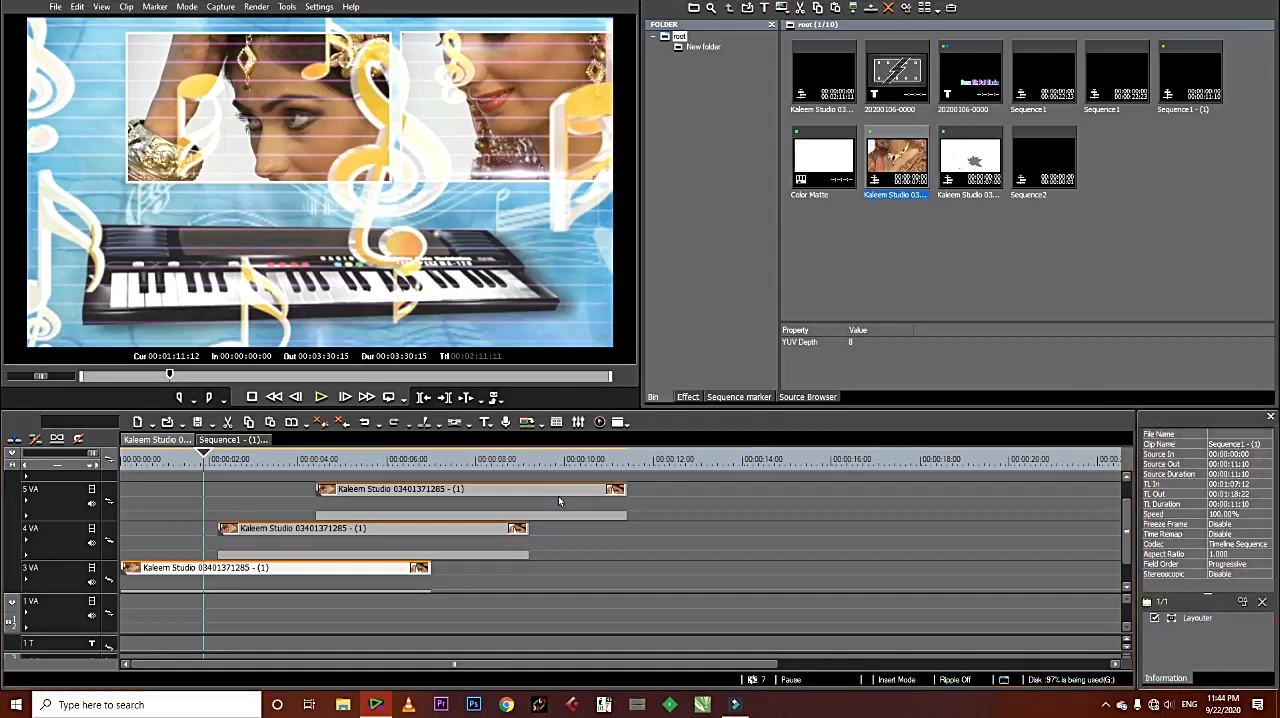 File Edit View Clip Marker Mode Capture Render Tools Settings Help
FOLDER
root
New folder
root (1/10)
Kaleem Studio 03...
20200106-0000
20200106-0000
Sequence1
Sequence1
Sequence1 - (1)
Color Matte
Kaleem Studio 03...
Kaleem Studio 03...
Sequence2
Property Value
YUV Depth 8
Cur 00:01:11:12 In 00:00:00:00 Out 00:03:30:15 Dur 00:03:30:15 Ttl 00:02:11:11
Bin Effect Sequence marker Source Browser
Kaleem Studio 0... Sequence1 - (1)...
00:00:00:00 00:00:02:00 00:00:04:00 00:00:06:00 00:00:08:00 00:00:10:00 00:00:12:00 00:00:14:00 00:00:16:00 00:00:18:00 00:00:20:00
5 VA
Kaleem Studio 03401371285 - (1)
4 VA
Kaleem Studio 03401371285 - (1)
3 VA
Kaleem Studio 03401371285 - (1)
1 VA
1 T
File Name
Clip Name Sequence1 - (1)
Source In 00:00:00:00
Source Out 00:00:11:10
Source Duration 00:00:11:10
TL In 00:01:07:12
TL Out 00:01:18:22
TL Duration 00:00:11:10
Speed 100.00%
Freeze Frame Disable
Time Remap Disable
Codec Timeline Sequence
Aspect Ratio 1.000
Field Order Progressive
Stereoscopic Disable
1/1
Layouter
Information
7 Pause Insert Mode Ripple Off Disk :97% is being used(G:)
Type here to search
ENG
11:44 PM
9/22/2020